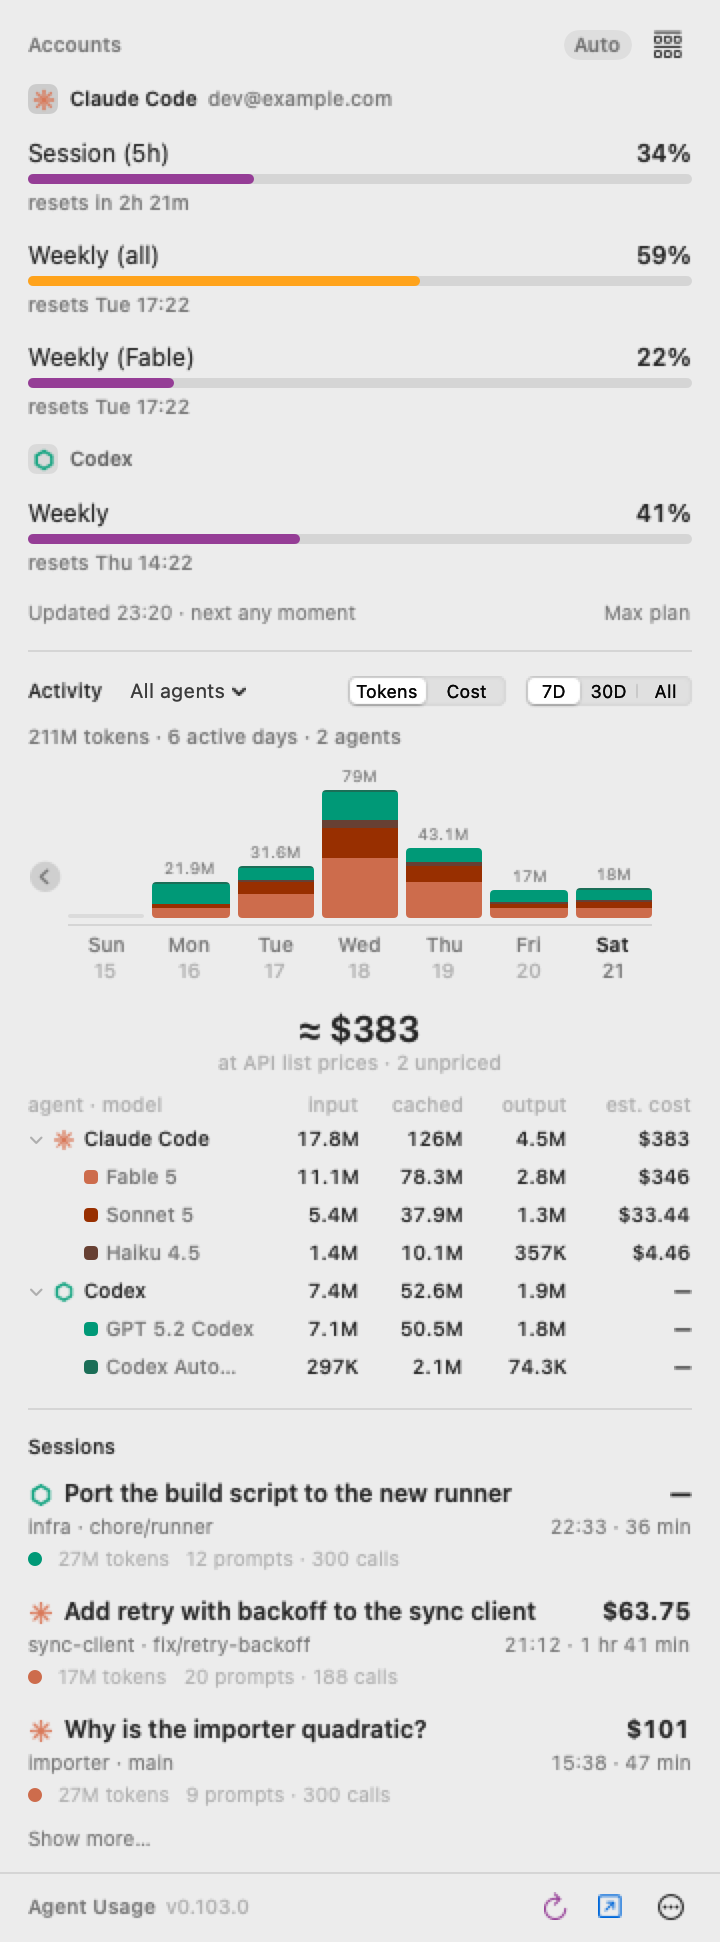 Accounts Auto
Claude Code dev@example.com
Session (5h) 34%
resets in 2h 21m
Weekly (all) 59%
resets Tue 17:22
Weekly (Fable) 22%
resets Tue 17:22
Codex
Weekly 41%
resets Thu 14:22
Updated 23:20 · next any moment Max plan
Activity All agents Tokens Cost 7D 30D All
211M tokens · 6 active days · 2 agents
79M
43.1M
31.6M
21.9M
17M 18M
Sun Mon Tue Wed Thu Fri Sat
15 16 17 18 19 20 21
≈ $383
at API list prices · 2 unpriced
agent · model input cached output est. cost
Claude Code 17.8M 126M 4.5M $383
Fable 5 11.1M 78.3M 2.8M $346
Sonnet 5 5.4M 37.9M 1.3M $33.44
Haiku 4.5 1.4M 10.1M 357K $4.46
Codex 7.4M 52.6M 1.9M —
GPT 5.2 Codex 7.1M 50.5M 1.8M —
Codex Auto... 297K 2.1M 74.3K —
Sessions
Port the build script to the new runner —
infra · chore/runner 22:33 · 36 min
27M tokens 12 prompts · 300 calls
Add retry with backoff to the sync client $63.75
sync-client · fix/retry-backoff 21:12 · 1 hr 41 min
17M tokens 20 prompts · 188 calls
Why is the importer quadratic? $101
importer · main 15:38 · 47 min
27M tokens 9 prompts · 300 calls
Show more...
Agent Usage v0.103.0